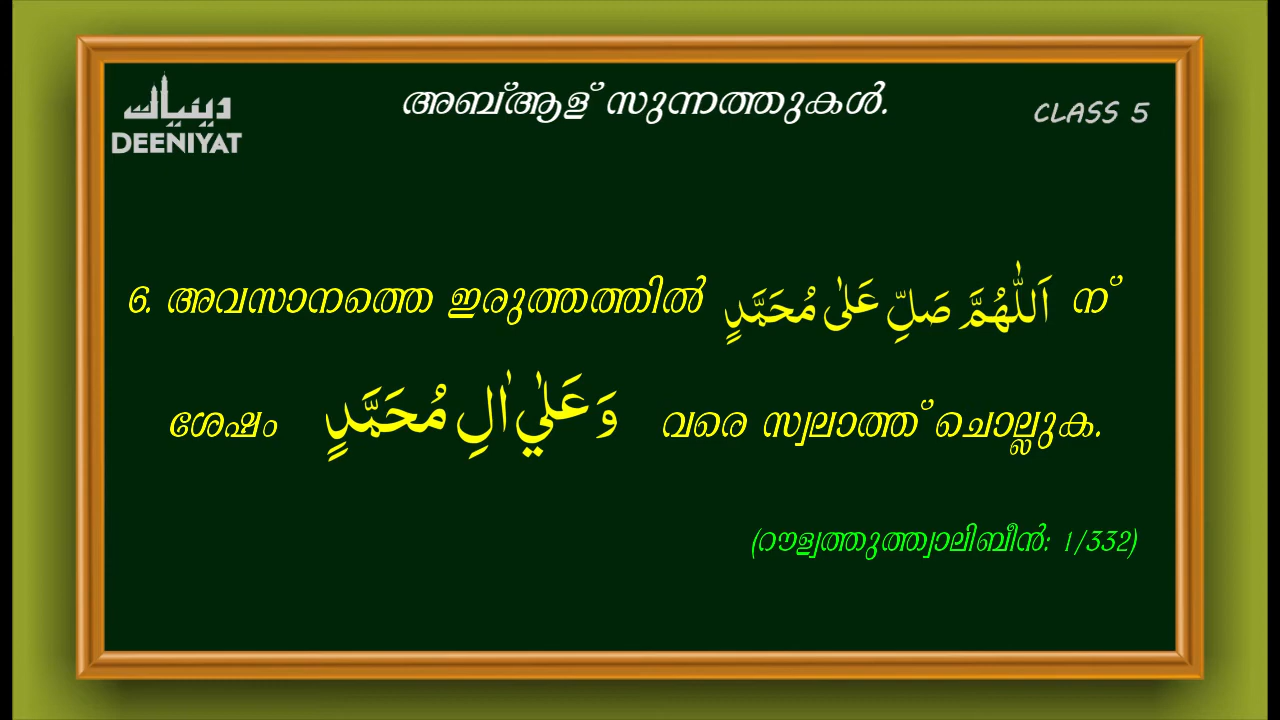 دينيات
DEENIYAT
അബ്ആള് സുന്നത്തുകൾ.
CLASS 5
6. അവസാനത്തെ ഇരുത്തത്തിൽ اَللّٰهُمَّ صَلِّ عَلٰى مُحَمَّدٍ ന്
ശേഷം وَعَلٰي اٰلِ مُحَمَّدٍ വരെ സ്വലാത്ത് ചൊല്ലുക.
(റൗള്വത്തുത്ത്വാലിബീൻ: 1/332)